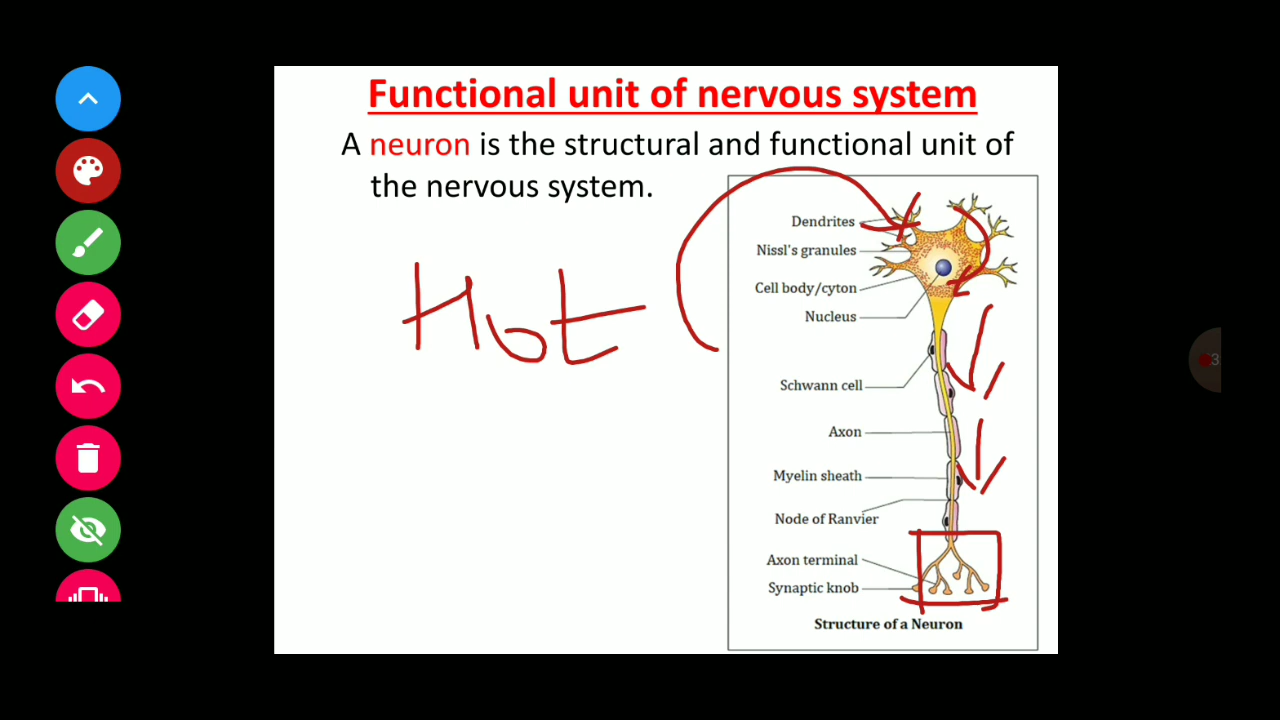 Functional unit of nervous system
A neuron is the structural and functional unit of
the nervous system.
Hot
Dendrites
Nissl's granules
Cell body/cyton
Nucleus
Schwann cell
Axon
Myelin sheath
Node of Ranvier
Axon terminal
Synaptic knob
Structure of a Neuron
3